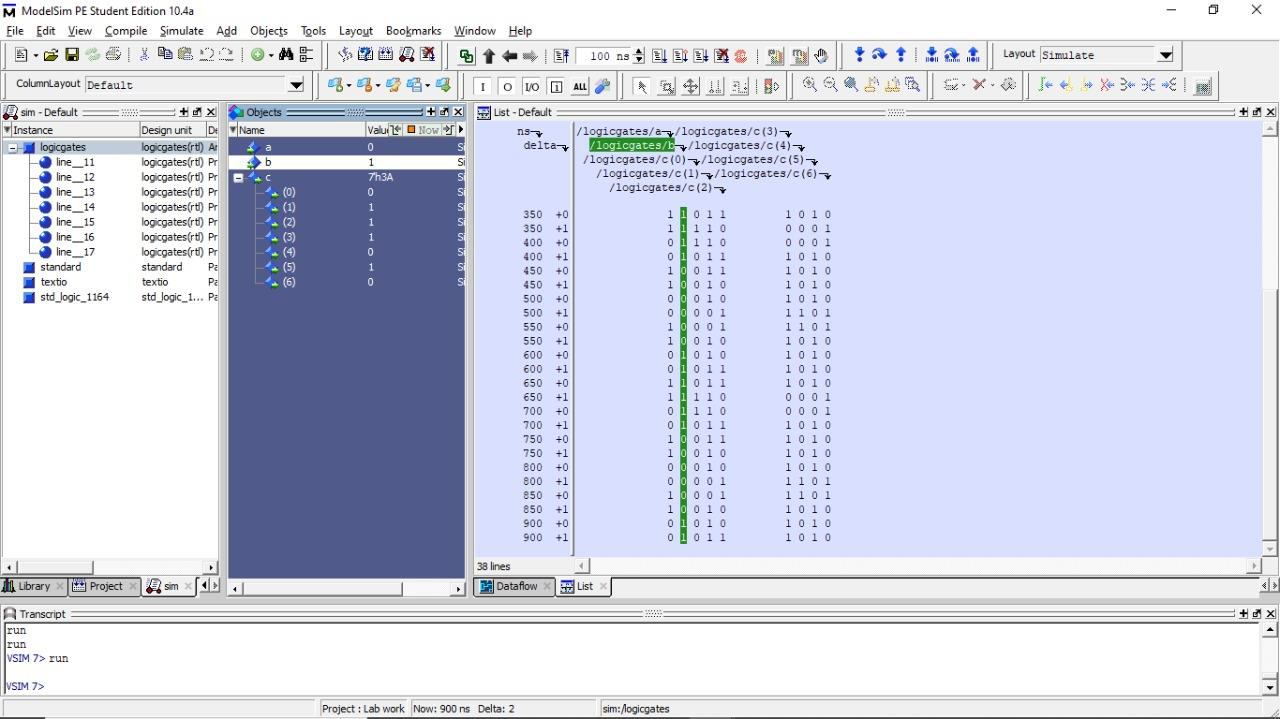 ModelSim PE Student Edition 10.4a
File Edit View Compile Simulate Add Objects Tools Layout Bookmarks Window Help
100 ns
Layout Simulate
ColumnLayout Default
I O I/O 1 ALL
sim - Default
Instance Design unit De
logicgates logicgates(rtl) Ar
line__11 logicgates(rtl) Pr
line__12 logicgates(rtl) Pr
line__13 logicgates(rtl) Pr
line__14 logicgates(rtl) Pr
line__15 logicgates(rtl) Pr
line__16 logicgates(rtl) Pr
line__17 logicgates(rtl) Pr
standard standard Pa
textio textio Pa
std_logic_1164 std_logic_1... Pa
Library Project sim
Objects
Name Valu Now
a 0 Si
b 1 Si
c 7'h3A Si
(0) 0 Si
(1) 1 Si
(2) 1 Si
(3) 1 Si
(4) 0 Si
(5) 1 Si
(6) 0 Si
List - Default
ns /logicgates/a /logicgates/c(3)
delta /logicgates/b /logicgates/c(4)
/logicgates/c(0) /logicgates/c(5)
/logicgates/c(1) /logicgates/c(6)
/logicgates/c(2)
350 +0 1 1 0 1 1 1 0 1 0
350 +1 1 1 1 1 0 0 0 0 1
400 +0 0 1 1 1 0 0 0 0 1
400 +1 0 1 0 1 1 1 0 1 0
450 +0 1 0 0 1 1 1 0 1 0
450 +1 1 0 0 1 1 1 0 1 0
500 +0 0 0 0 1 0 1 0 1 0
500 +1 0 0 0 0 1 1 1 0 1
550 +0 1 0 0 0 1 1 1 0 1
550 +1 1 0 0 1 0 1 0 1 0
600 +0 0 1 0 1 0 1 0 1 0
600 +1 0 1 0 1 1 1 0 1 0
650 +0 1 1 0 1 1 1 0 1 0
650 +1 1 1 1 1 0 0 0 0 1
700 +0 0 1 1 1 0 0 0 0 1
700 +1 0 1 0 1 1 1 0 1 0
750 +0 1 0 0 1 1 1 0 1 0
750 +1 1 0 0 1 0 1 0 1 0
800 +0 0 0 0 1 0 1 0 1 0
800 +1 0 0 0 0 1 1 1 0 1
850 +0 1 0 0 0 1 1 1 0 1
850 +1 1 0 0 1 0 1 0 1 0
900 +0 0 1 0 1 0 1 0 1 0
900 +1 0 1 0 1 1 1 0 1 0
38 lines
Dataflow List
Transcript
run
run
VSIM 7> run
VSIM 7>
Project : Lab work Now: 900 ns Delta: 2 sim:/logicgates